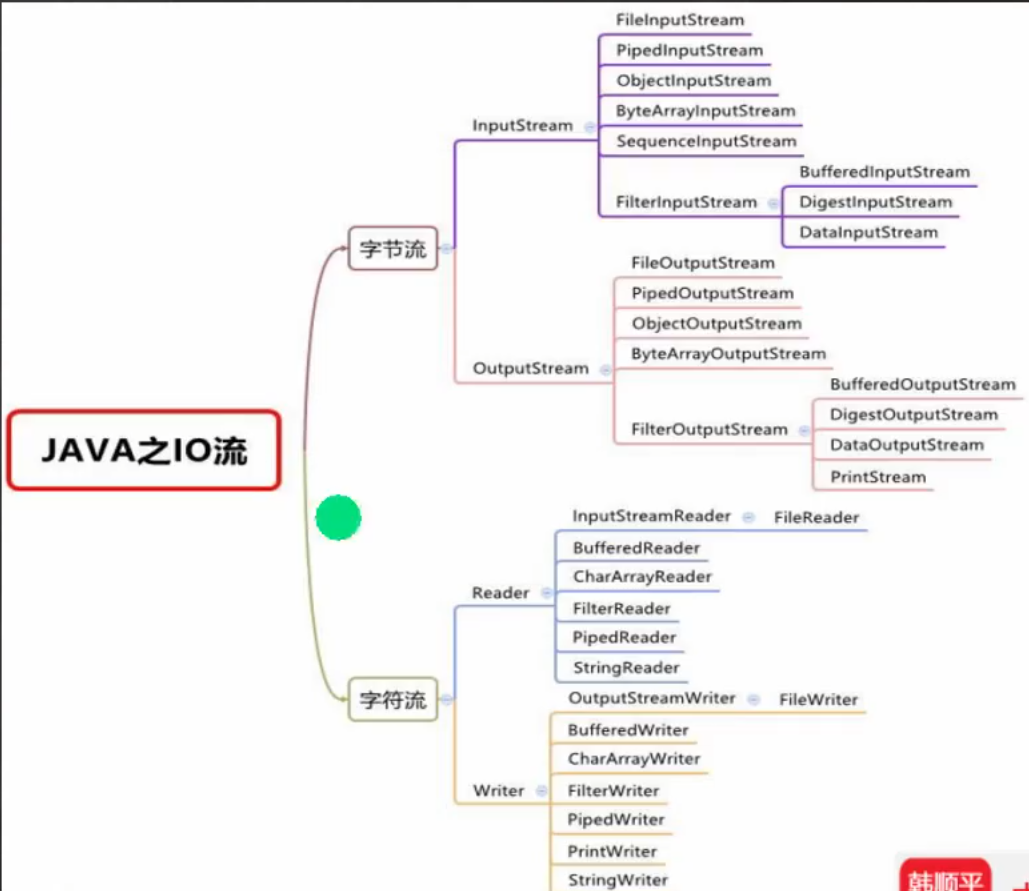 JAVA之IO流
字节流
InputStream
FileInputStream
PipedInputStream
ObjectInputStream
ByteArrayInputStream
SequenceInputStream
FilterInputStream
BufferedInputStream
DigestInputStream
DataInputStream
OutputStream
FileOutputStream
PipedOutputStream
ObjectOutputStream
ByteArrayOutputStream
FilterOutputStream
BufferedOutputStream
DigestOutputStream
DataOutputStream
PrintStream
字符流
Reader
InputStreamReader
FileReader
BufferedReader
CharArrayReader
FilterReader
PipedReader
StringReader
Writer
OutputStreamWriter
FileWriter
BufferedWriter
CharArrayWriter
FilterWriter
PipedWriter
PrintWriter
StringWriter
韩顺平